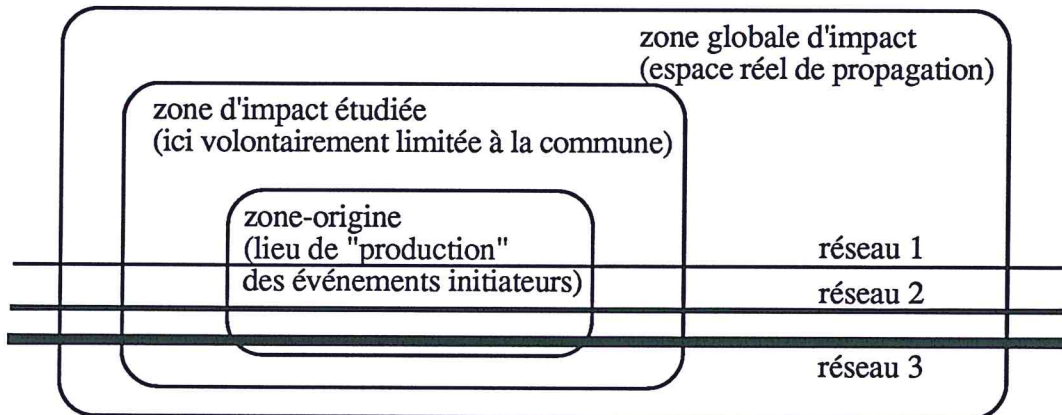 zone globale d'impact
(espace réel de propagation)
zone d'impact étudiée
(ici volontairement limitée à la commune)
zone-origine
(lieu de "production"
des événements initiateurs)
réseau 1
réseau 2
réseau 3